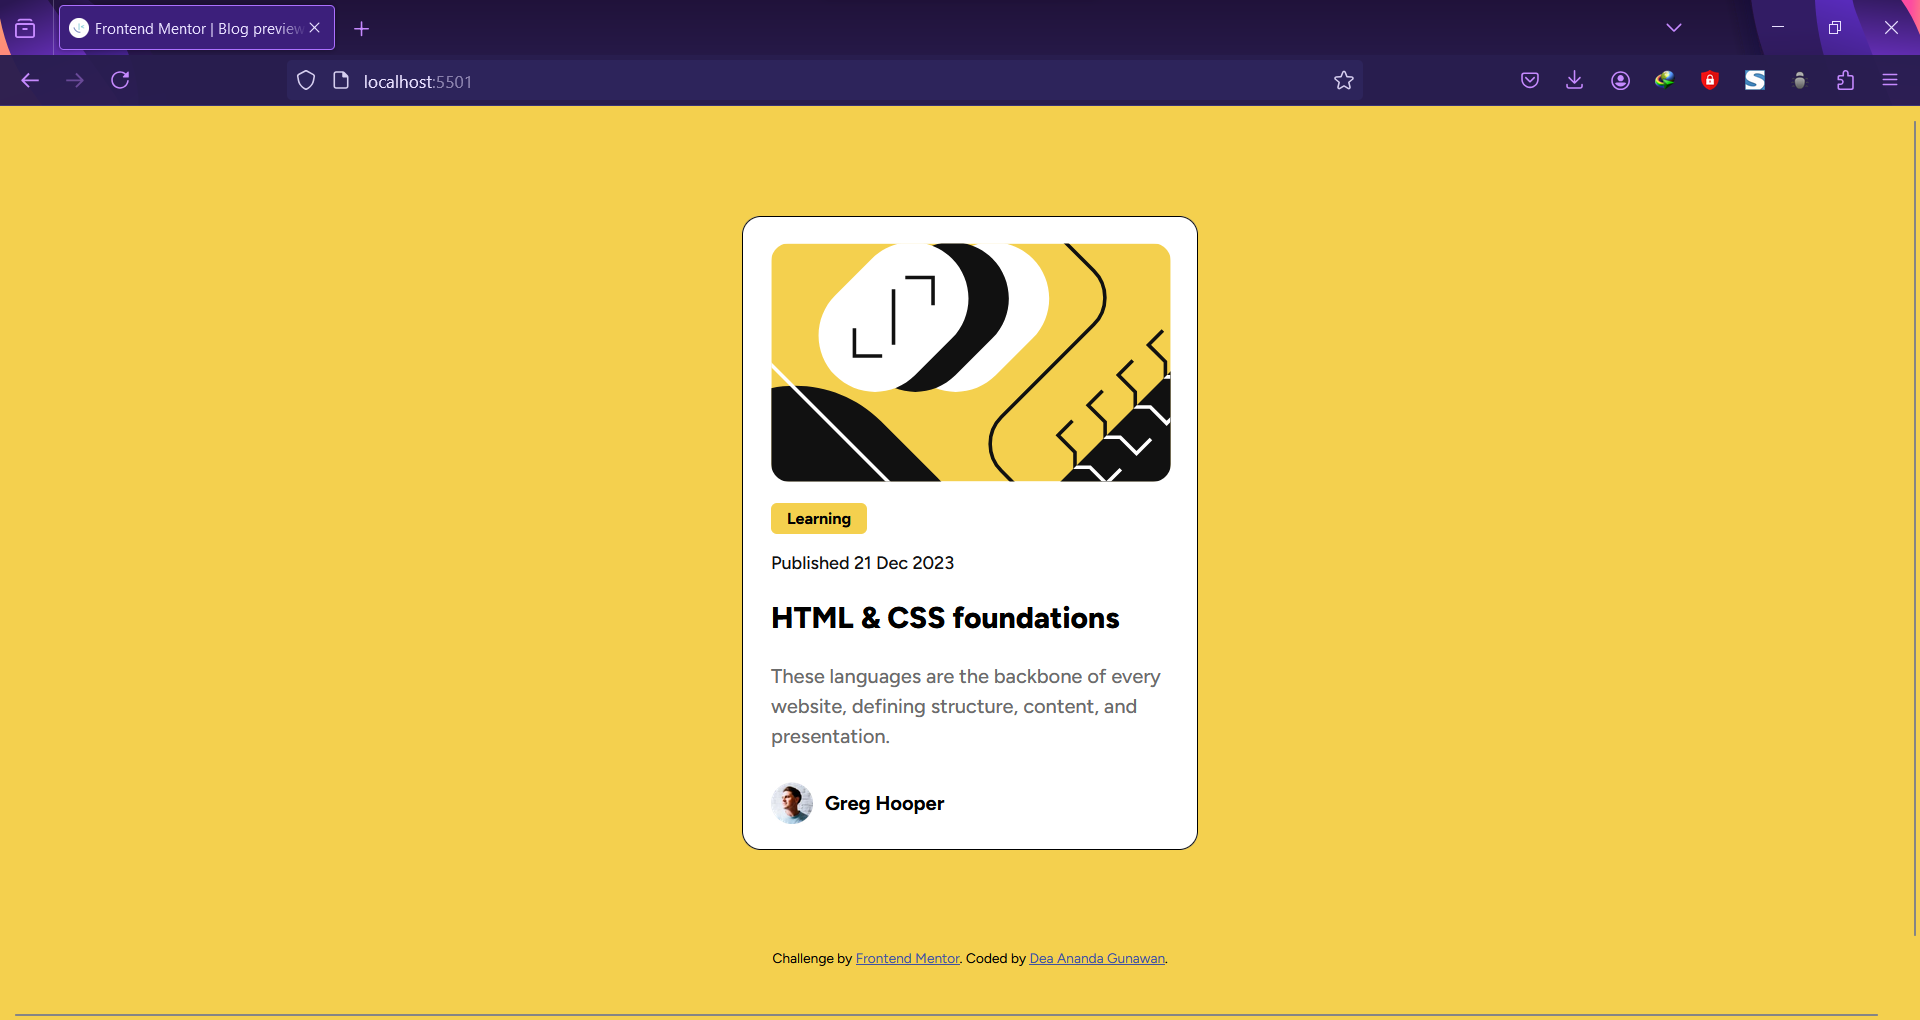 Frontend Mentor | Blog preview
localhost:5501
Learning
Published 21 Dec 2023
HTML & CSS foundations
These languages are the backbone of every
website, defining structure, content, and
presentation.
Greg Hooper
Challenge by Frontend Mentor. Coded by Dea Ananda Gunawan.